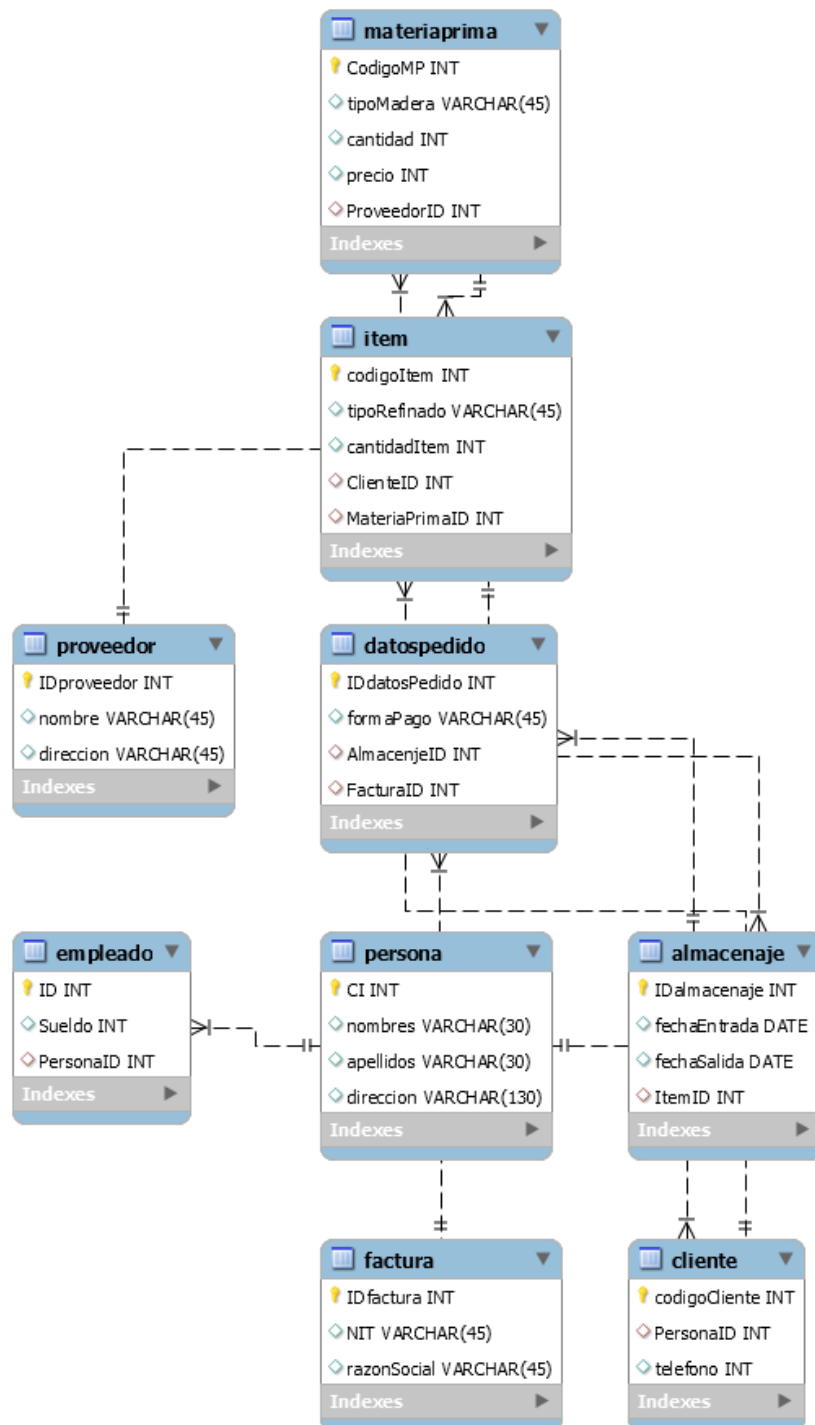 materiaprima
CodigoMP INT
tipoMadera VARCHAR(45)
cantidad INT
precio INT
ProveedorID INT
Indexes
item
codigoItem INT
tipoRefinado VARCHAR(45)
cantidadItem INT
ClienteID INT
MateriaPrimaID INT
Indexes
proveedor
IDproveedor INT
nombre VARCHAR(45)
direccion VARCHAR(45)
Indexes
datospedido
IDdatosPedido INT
formaPago VARCHAR(45)
AlmacenjeID INT
FacturaID INT
Indexes
empleado
ID INT
Sueldo INT
PersonaID INT
Indexes
persona
CI INT
nombres VARCHAR(30)
apellidos VARCHAR(30)
direccion VARCHAR(130)
Indexes
almacenaje
IDalmacenaje INT
fechaEntrada DATE
fechaSalida DATE
ItemID INT
Indexes
factura
IDfactura INT
NIT VARCHAR(45)
razonSocial VARCHAR(45)
Indexes
cliente
codigoCliente INT
PersonaID INT
telefono INT
Indexes